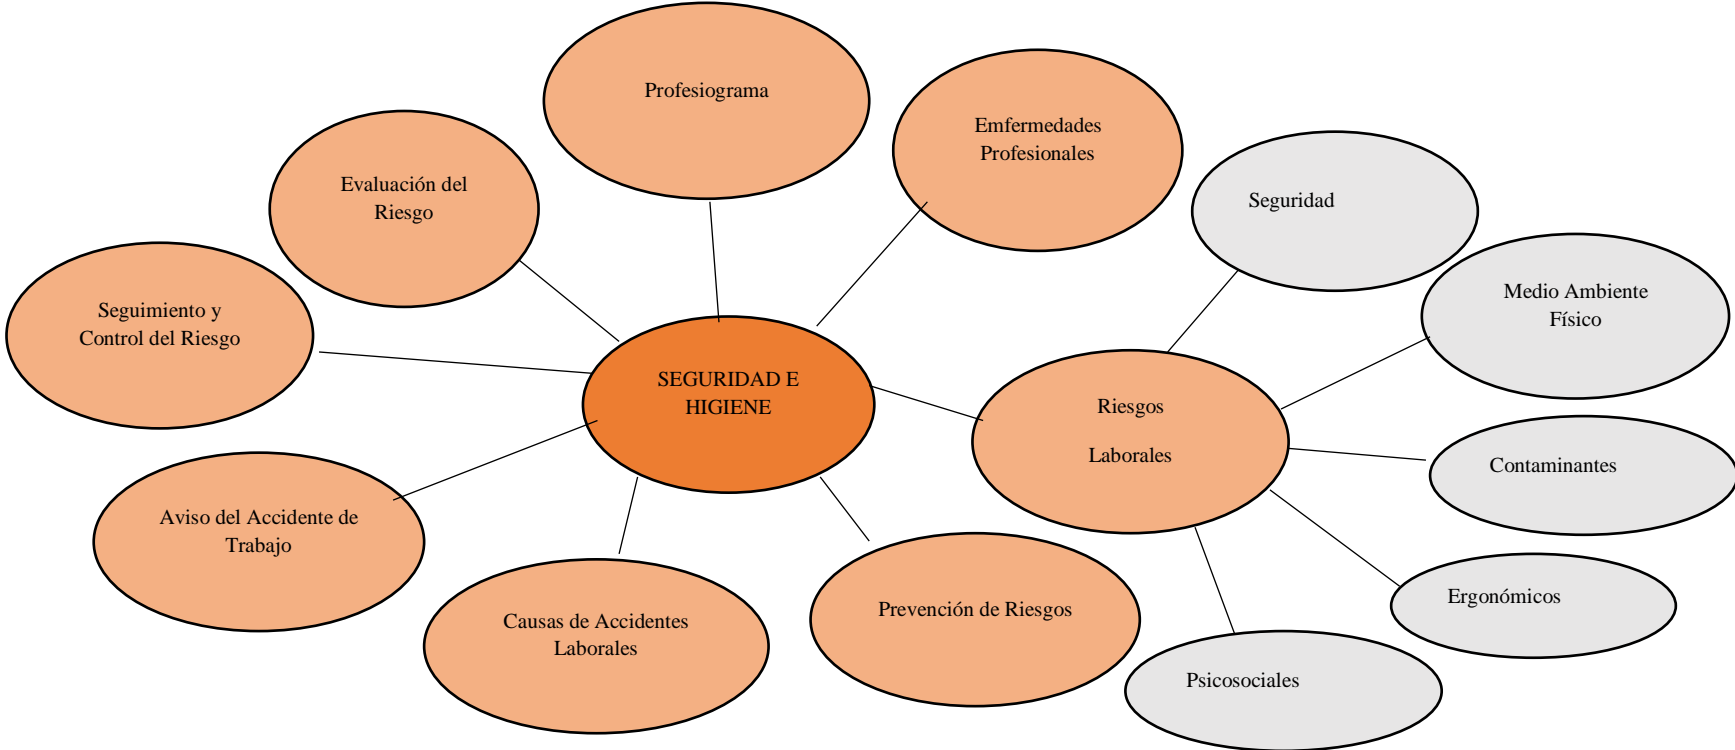 Profesiograma
Emfermedades
Profesionales
Evaluación del
Riesgo
Seguridad
Seguimiento y
Control del Riesgo
Medio Ambiente
Físico
SEGURIDAD E
HIGIENE
Riesgos
Laborales
Contaminantes
Aviso del Accidente de
Trabajo
Ergonómicos
Causas de Accidentes
Laborales
Prevención de Riesgos
Psicosociales